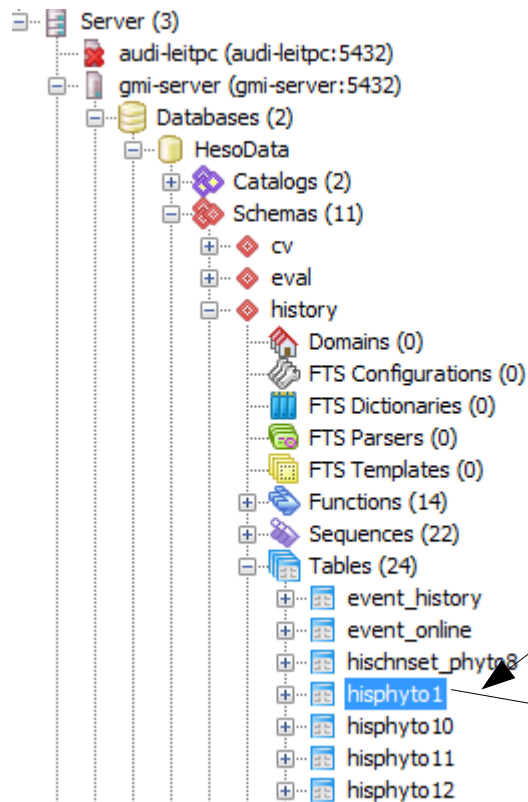 Server (3)
audi-leitpc (audi-leitpc:5432)
gmi-server (gmi-server:5432)
Databases (2)
HesoData
Catalogs (2)
Schemas (11)
cv
eval
history
Domains (0)
FTS Configurations (0)
FTS Dictionaries (0)
FTS Parsers (0)
FTS Templates (0)
Functions (14)
Sequences (22)
Tables (24)
event_history
event_online
hischnset_phyto8
hisphyto1
hisphyto10
hisphyto11
hisphyto12